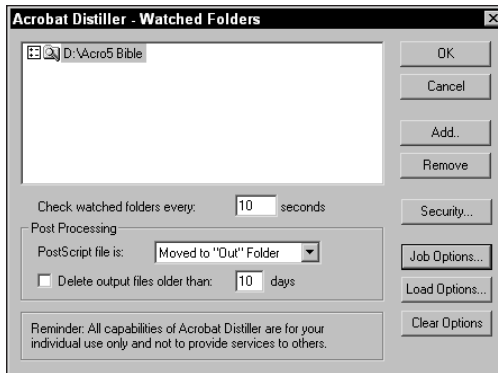 Acrobat Distiller - Watched Folders
D:\Acro5 Bible
OK
Cancel
Add..
Remove
Check watched folders every: 10 seconds
Security...
Post Processing
PostScript file is: Moved to "Out" Folder
Job Options...
Delete output files older than: 10 days
Load Options...
Clear Options
Reminder: All capabilities of Acrobat Distiller are for your
individual use only and not to provide services to others.